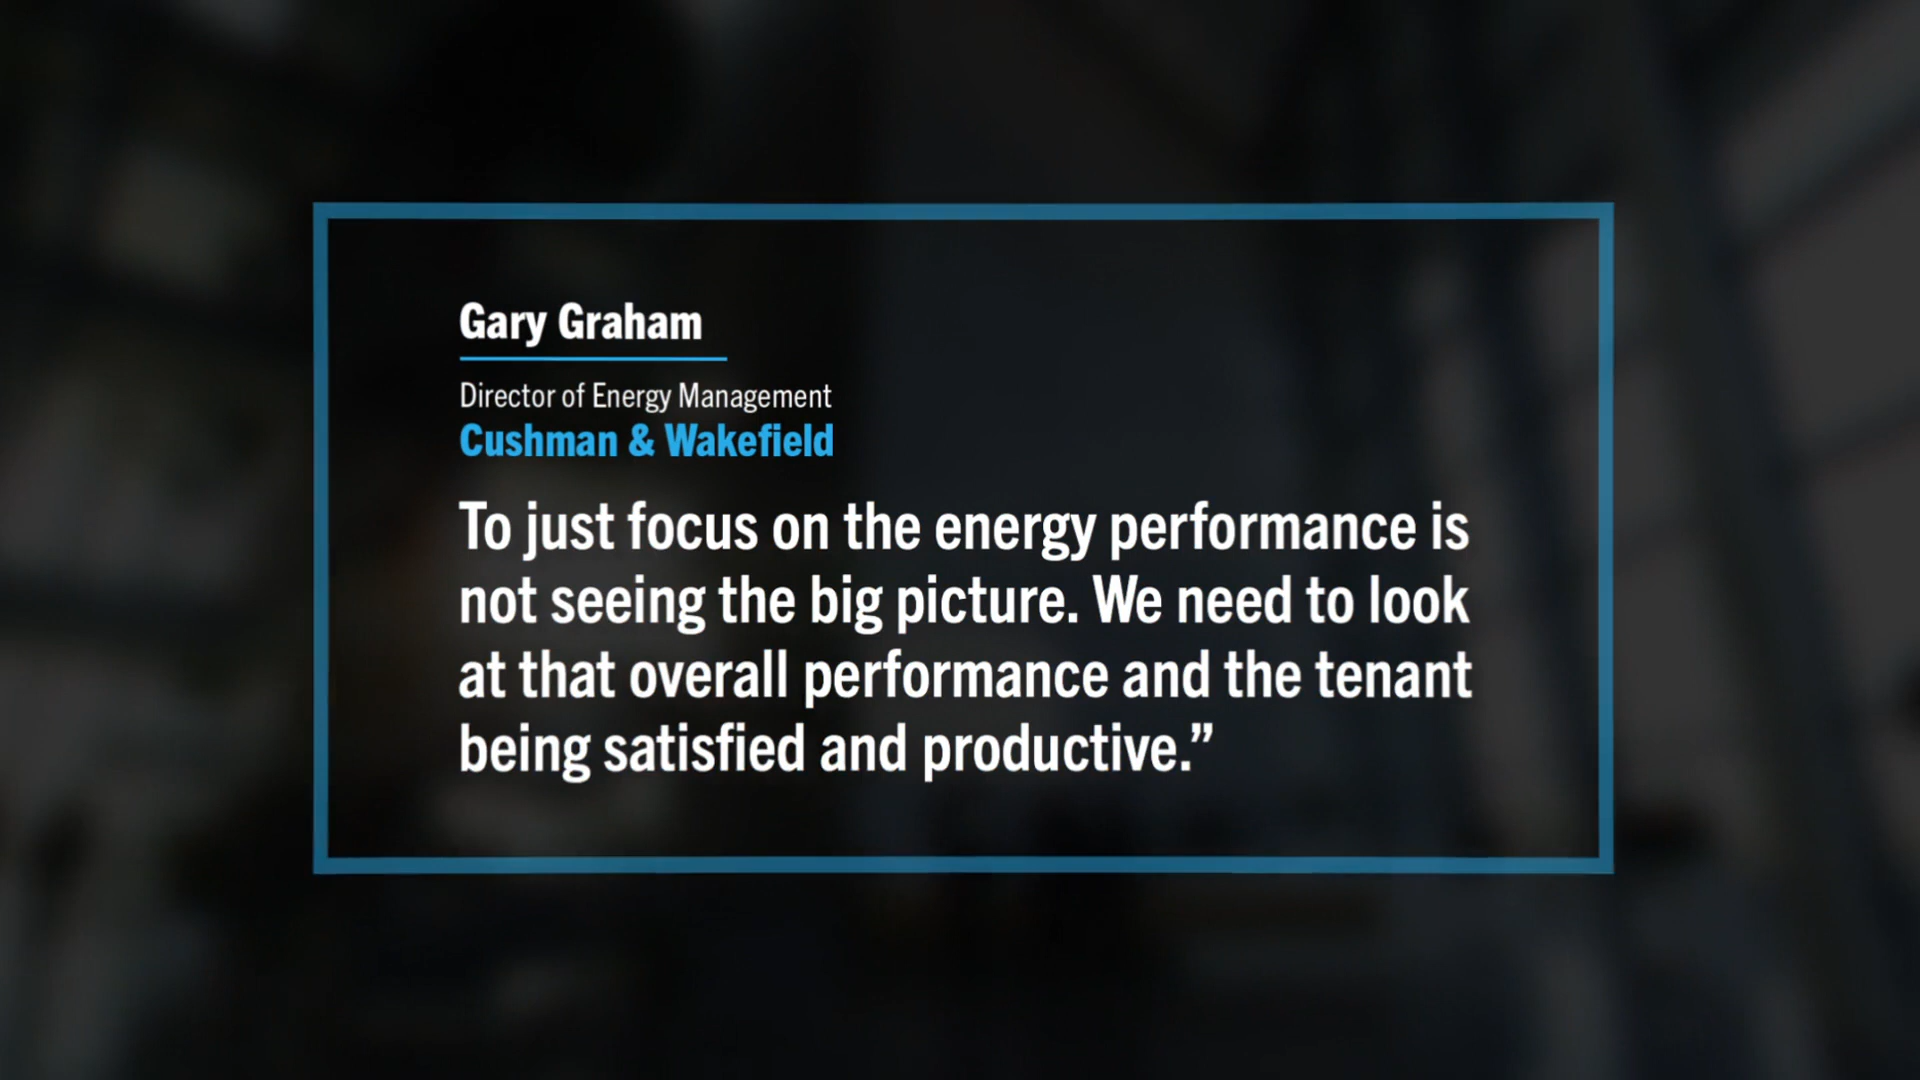 Gary Graham
Director of Energy Management
Cushman & Wakefield
To just focus on the energy performance is
not seeing the big picture. We need to look
at that overall performance and the tenant
being satisfied and productive.”